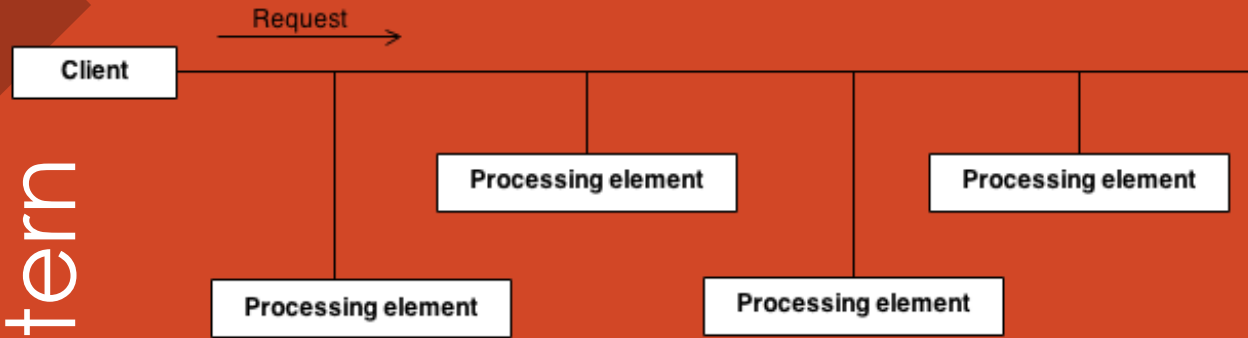 Request
Client
Processing element
Processing element
Processing element
Processing element
tern